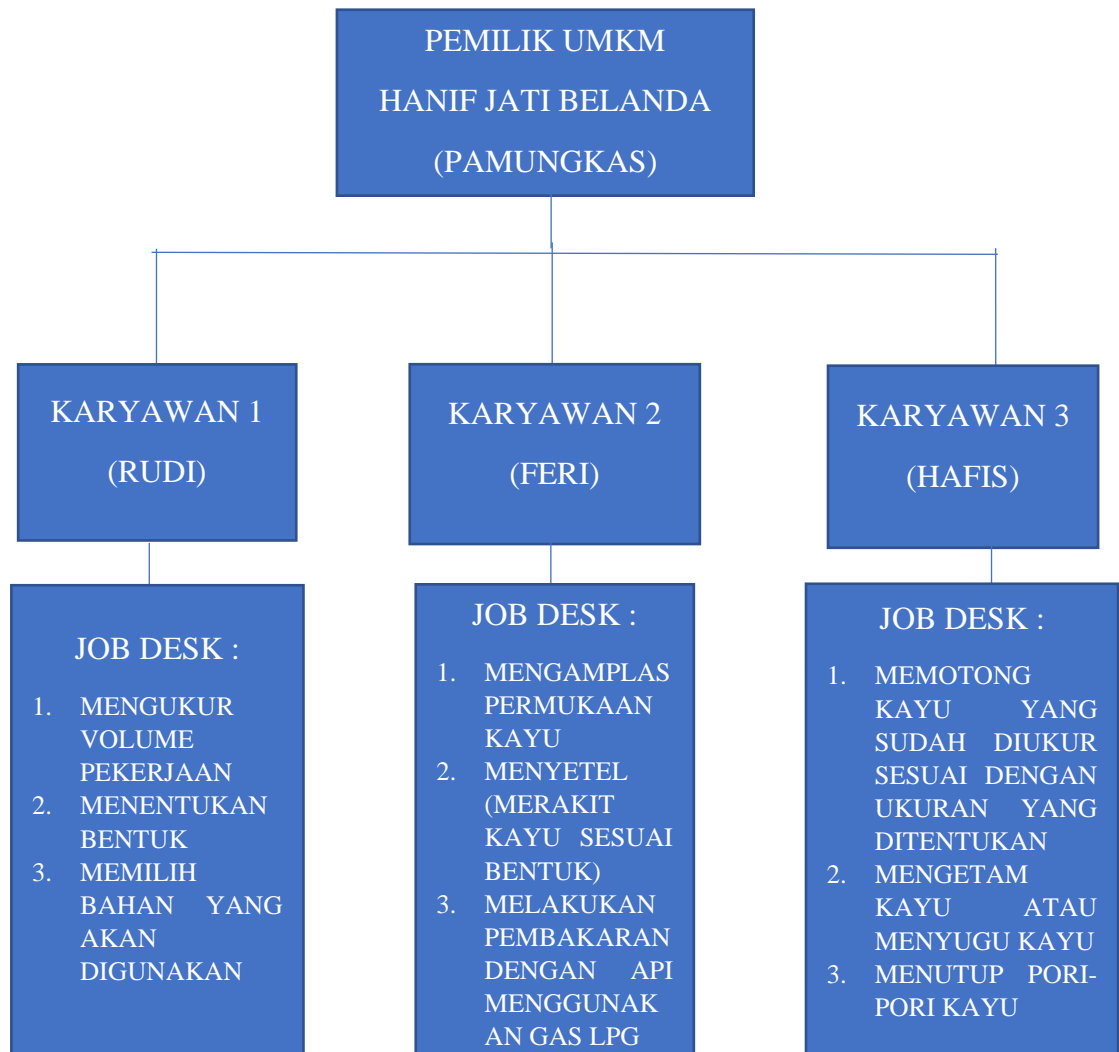 PEMILIK UMKM
HANIF JATI BELANDA
(PAMUNGKAS)
KARYAWAN 1
(RUDI)
KARYAWAN 2
(FERI)
KARYAWAN 3
(HAFIS)
JOB DESK :
1. MENGUKUR
VOLUME
PEKERJAAN
2. MENENTUKAN
BENTUK
3. MEMILIH
BAHAN YANG
AKAN
DIGUNAKAN
JOB DESK :
1. MENGAMPLAS
PERMUKAAN
KAYU
2. MENYETEL
(MERAKIT
KAYU SESUAI
BENTUK)
3. MELAKUKAN
PEMBAKARAN
DENGAN API
MENGGUNAK
AN GAS LPG
JOB DESK :
1. MEMOTONG
KAYU YANG
SUDAH DIUKUR
SESUAI DENGAN
UKURAN YANG
DITENTUKAN
2. MENGETAM
KAYU ATAU
MENYUGU KAYU
3. MENUTUP PORI-
PORI KAYU